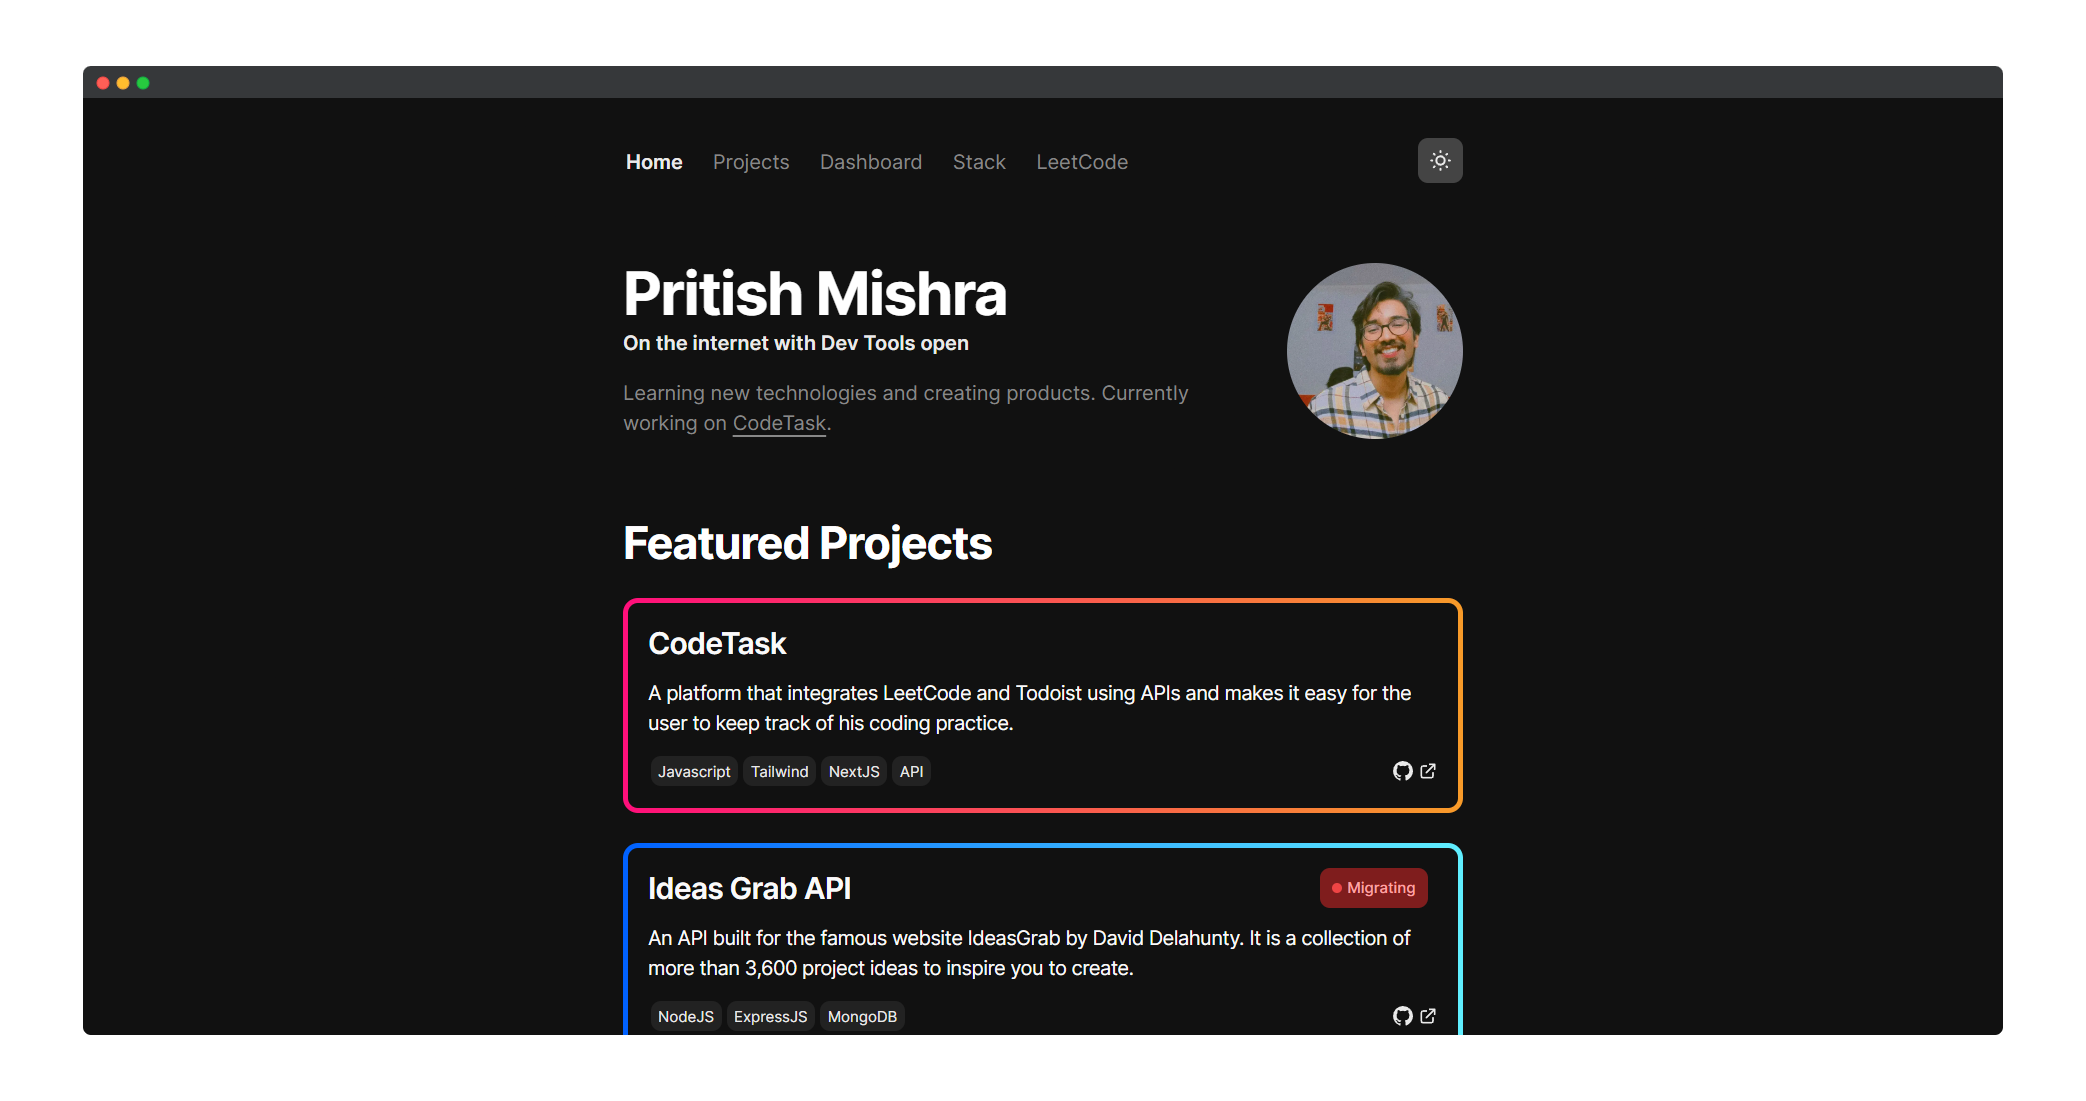 Home Projects Dashboard Stack LeetCode
Pritish Mishra
On the internet with Dev Tools open
Learning new technologies and creating products. Currently
working on CodeTask.
Featured Projects
CodeTask
A platform that integrates LeetCode and Todoist using APIs and makes it easy for the
user to keep track of his coding practice.
Javascript Tailwind NextJS API
Ideas Grab API
Migrating
An API built for the famous website IdeasGrab by David Delahunty. It is a collection of
more than 3,600 project ideas to inspire you to create.
NodeJS ExpressJS MongoDB